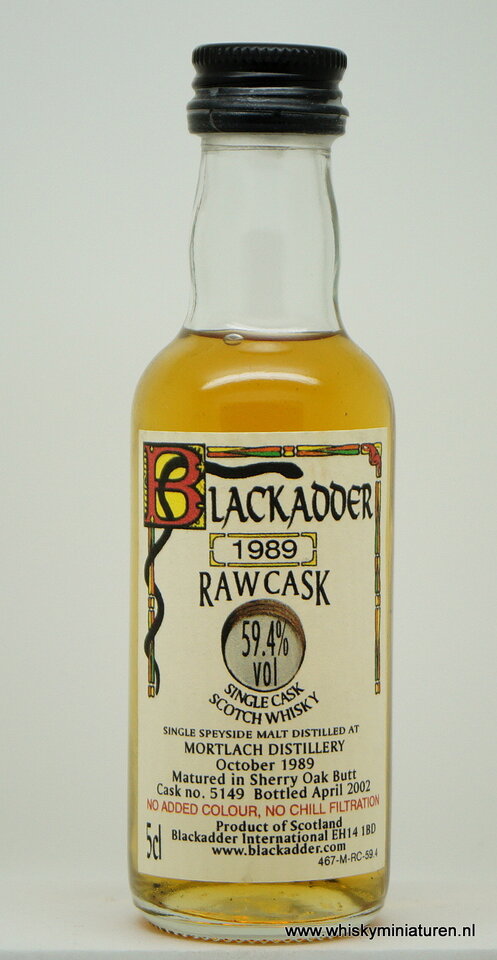 BLACKADDER
1989
RAW CASK
59.4%
vol
SINGLE CASK
SCOTCH WHISKY
SINGLE SPEYSIDE MALT DISTILLED AT
MORTLACH DISTILLERY
October 1989
Matured in Sherry Oak Butt
Cask no. 5149 Bottled April 2002
NO ADDED COLOUR, NO CHILL FILTRATION
Product of Scotland
5cl Blackadder International EH14 1BD
www.blackadder.com
467-M-RC-59.4
www.whiskyminiaturen.nl